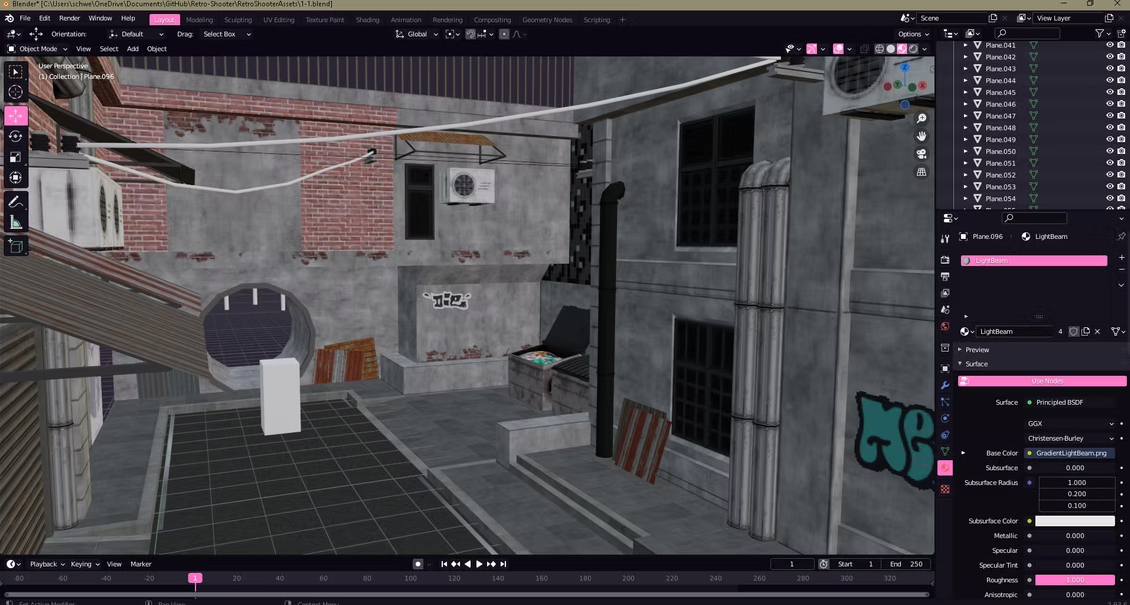 Blender* [C:\Users\schwe\OneDrive\Documents\GitHub\Retro-Shooter\RetroShooterAssets\1-1.blend]
File Edit Render Window Help Layout Modeling Sculpting UV Editing Texture Paint Shading Animation Rendering Compositing Geometry Nodes Scripting + Scene View Layer
Orientation: Default Drag: Select Box Global Options
Object Mode View Select Add Object
User Perspective
(1) Collection | Plane.096
Plane.041
Plane.042
Plane.043
Plane.044
Plane.045
Plane.046
Plane.047
Plane.048
Plane.049
Plane.050
Plane.051
Plane.052
Plane.053
Plane.054
Z
Die
Plane.096 LightBeam
LightBeam
LightBeam 4
Preview
Surface
Use Nodes
Surface Principled BSDF
GGX
Christensen-Burley
Base Color GradientLightBeam.png
Subsurface 0.000
Subsurface Radius 1.000
0.200
0.100
Subsurface Color
Metallic 0.000
Specular 0.000
Specular Tint 0.000
Roughness 1.000
Anisotropic 0.000
Playback Keying View Marker 1 Start 1 End 250
-80 -60 -40 -20 1 20 40 60 80 100 120 140 160 180 200 220 240 260 280 300 320
Set Active Modifier Pan View Context Menu